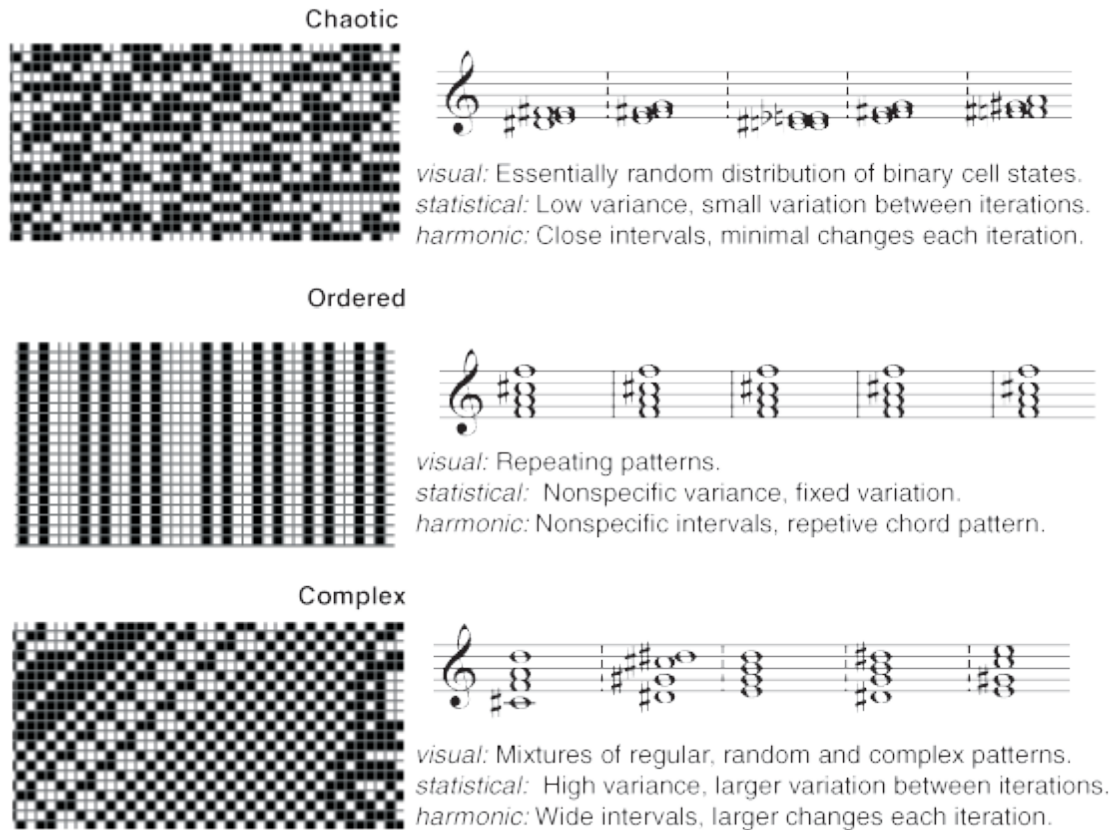 Chaotic
visual: Essentially random distribution of binary cell states.
statistical: Low variance, small variation between iterations.
harmonic: Close intervals, minimal changes each iteration.
Ordered
visual: Repeating patterns.
statistical: Nonspecific variance, fixed variation.
harmonic: Nonspecific intervals, repetive chord pattern.
Complex
visual: Mixtures of regular, random and complex patterns.
statistical: High variance, larger variation between iterations.
harmonic: Wide intervals, larger changes each iteration.